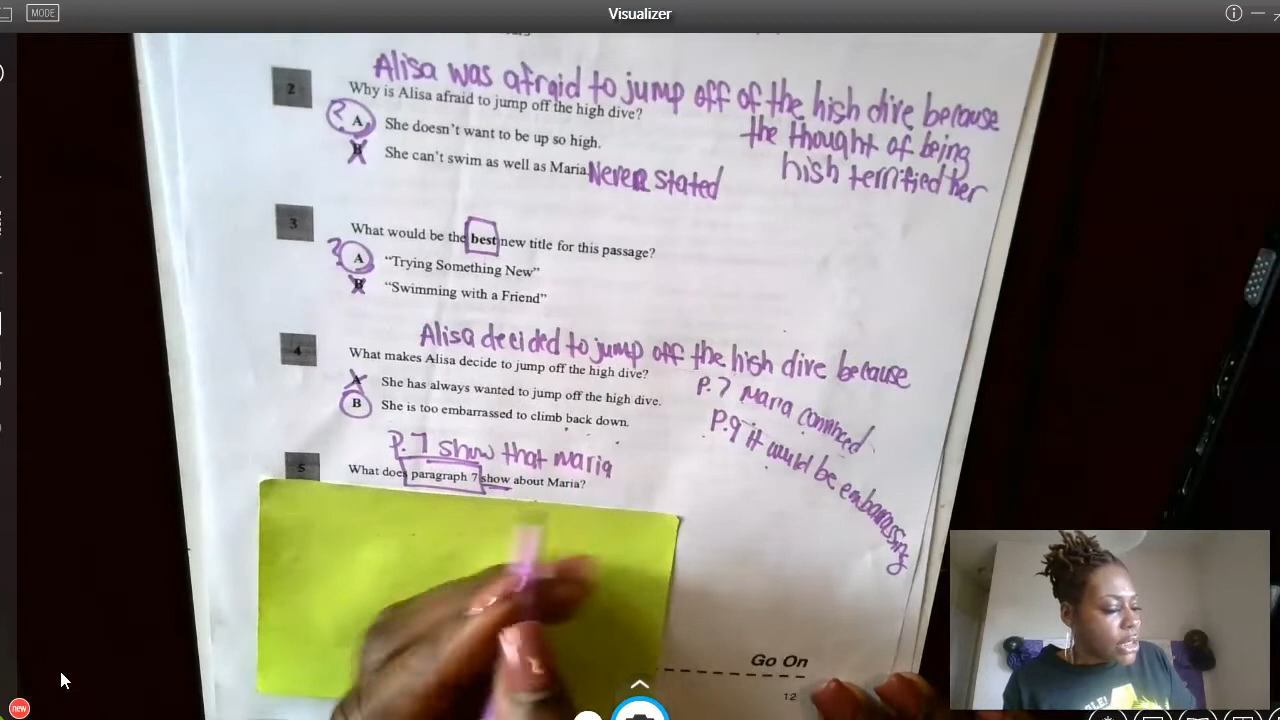 MODE
Visualizer
Alisa was afraid to jump off of the high dive because
the thought of being
high terrified her
2
Why is Alisa afraid to jump off the high dive?
? A She doesn't want to be up so high.
B She can't swim as well as Maria
Never stated
3
What would be the best new title for this passage?
? A "Trying Something New"
B "Swimming with a Friend"
Alisa decided to jump off the high dive because
4
What makes Alisa decide to jump off the high dive?
A She has always wanted to jump off the high dive.
B She is too embarrassed to climb back down.
P.7 Maria convinced
P.9 it would be embarassing
P.7 show that Maria
5
What does paragraph 7 show about Maria?
Go On
12
new